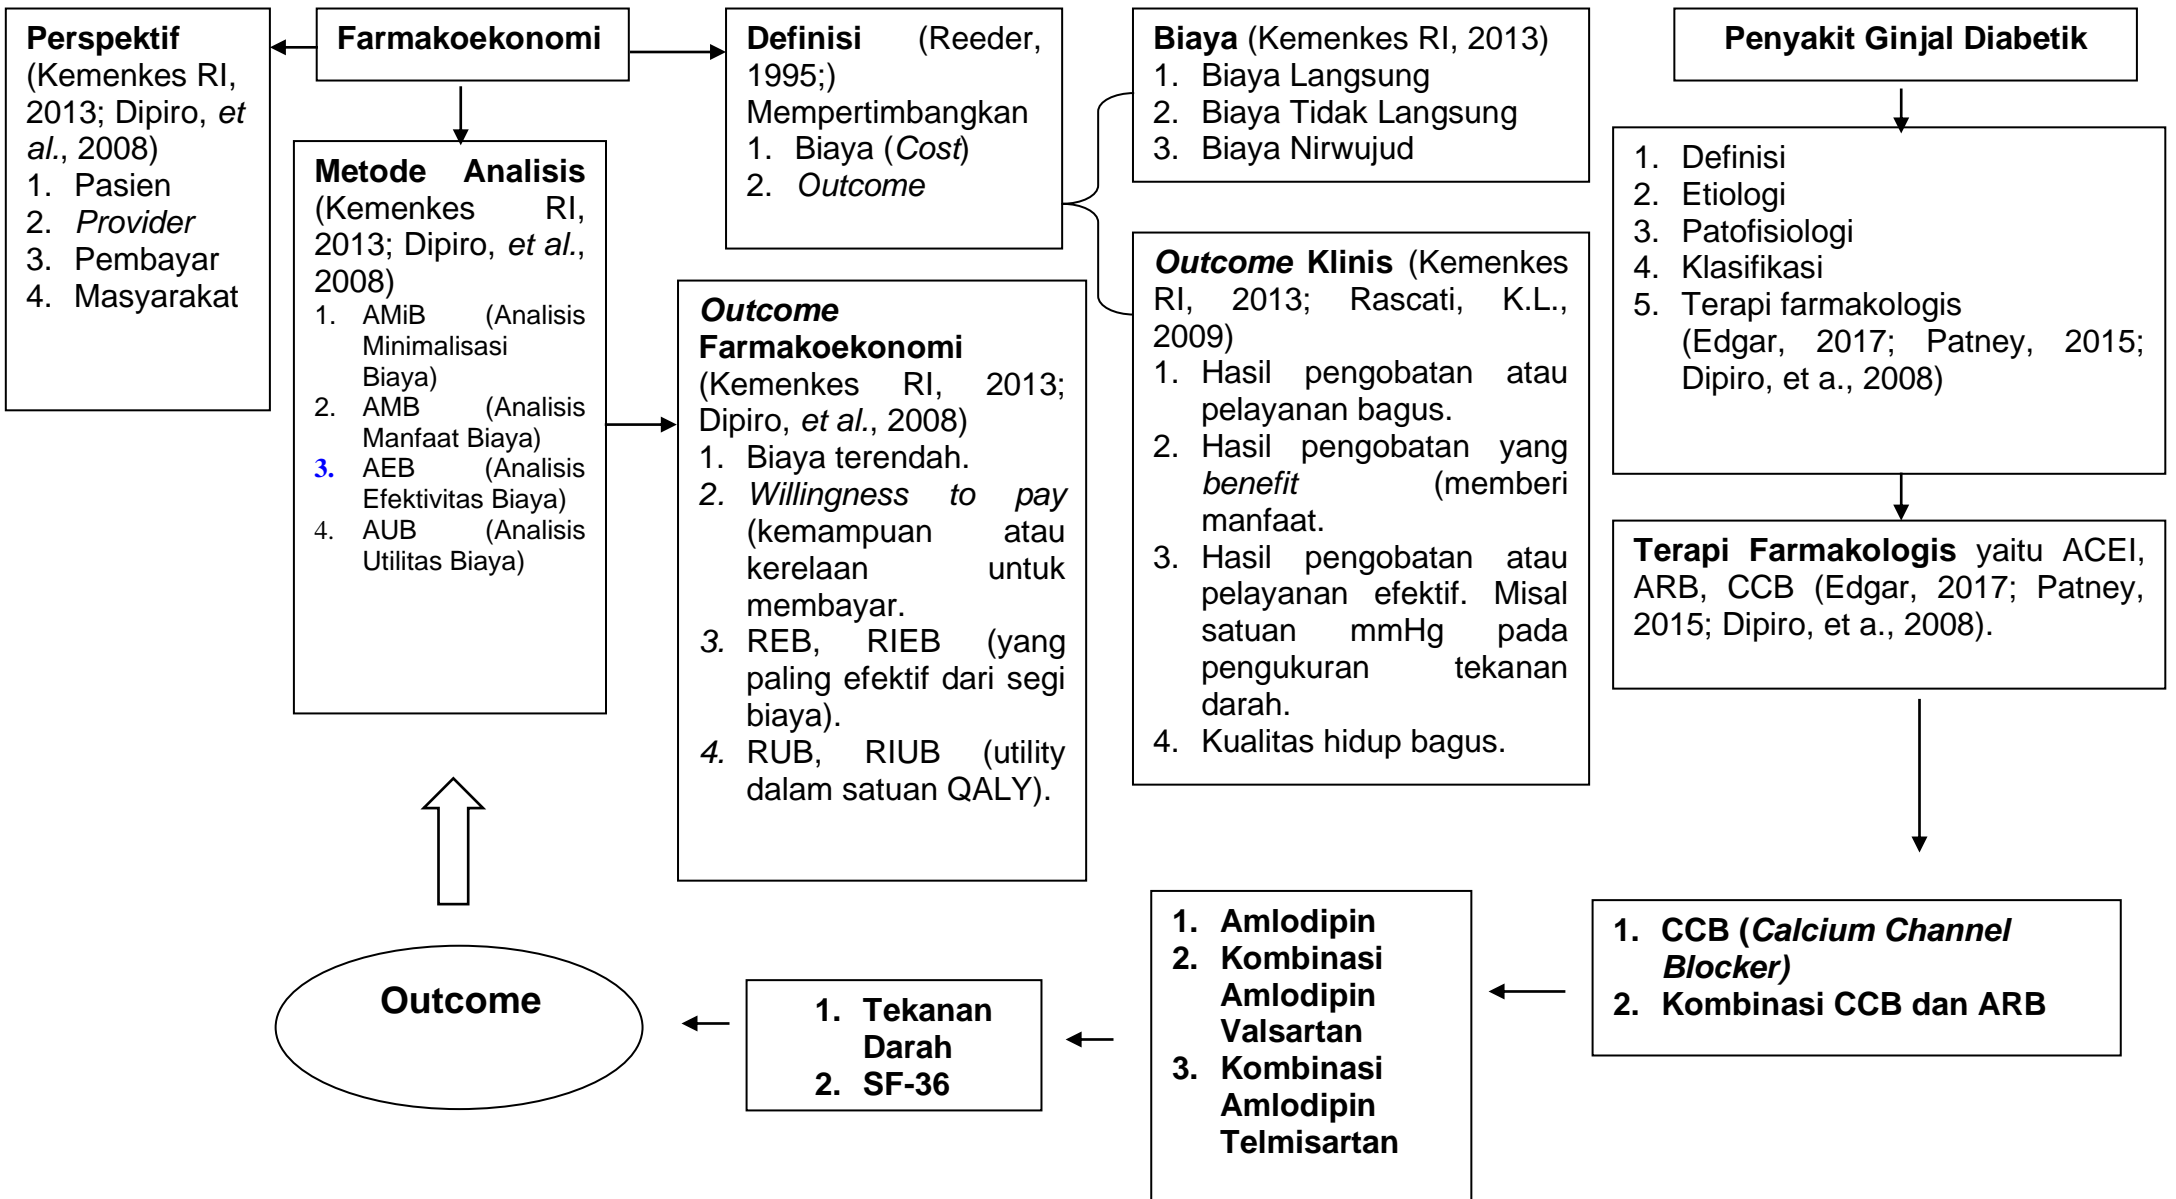 Perspektif
(Kemenkes RI,
2013; Dipiro, et
al., 2008)
1. Pasien
2. Provider
3. Pembayar
4. Masyarakat
Farmakoekonomi
Metode Analisis
(Kemenkes RI,
2013; Dipiro, et al.,
2008)
1. AMiB (Analisis
Minimalisasi
Biaya)
2. AMB (Analisis
Manfaat Biaya)
3. AEB (Analisis
Efektivitas Biaya)
4. AUB (Analisis
Utilitas Biaya)
Definisi (Reeder,
1995;)
Mempertimbangkan
1. Biaya (Cost)
2. Outcome
Outcome
Farmakoekonomi
(Kemenkes RI, 2013;
Dipiro, et al., 2008)
1. Biaya terendah.
2. Willingness to pay
(kemampuan atau
kerelaan untuk
membayar.
3. REB, RIEB (yang
paling efektif dari segi
biaya).
4. RUB, RIUB (utility
dalam satuan QALY).
Biaya (Kemenkes RI, 2013)
1. Biaya Langsung
2. Biaya Tidak Langsung
3. Biaya Nirwujud
Outcome Klinis (Kemenkes
RI, 2013; Rascati, K.L.,
2009)
1. Hasil pengobatan atau
pelayanan bagus.
2. Hasil pengobatan yang
benefit (memberi
manfaat.
3. Hasil pengobatan atau
pelayanan efektif. Misal
satuan mmHg pada
pengukuran tekanan
darah.
4. Kualitas hidup bagus.
Penyakit Ginjal Diabetik
1. Definisi
2. Etiologi
3. Patofisiologi
4. Klasifikasi
5. Terapi farmakologis
(Edgar, 2017; Patney, 2015;
Dipiro, et a., 2008)
Terapi Farmakologis yaitu ACEI,
ARB, CCB (Edgar, 2017; Patney,
2015; Dipiro, et a., 2008).
1. CCB (Calcium Channel
Blocker)
2. Kombinasi CCB dan ARB
1. Amlodipin
2. Kombinasi
Amlodipin
Valsartan
3. Kombinasi
Amlodipin
Telmisartan
1. Tekanan
Darah
2. SF-36
Outcome